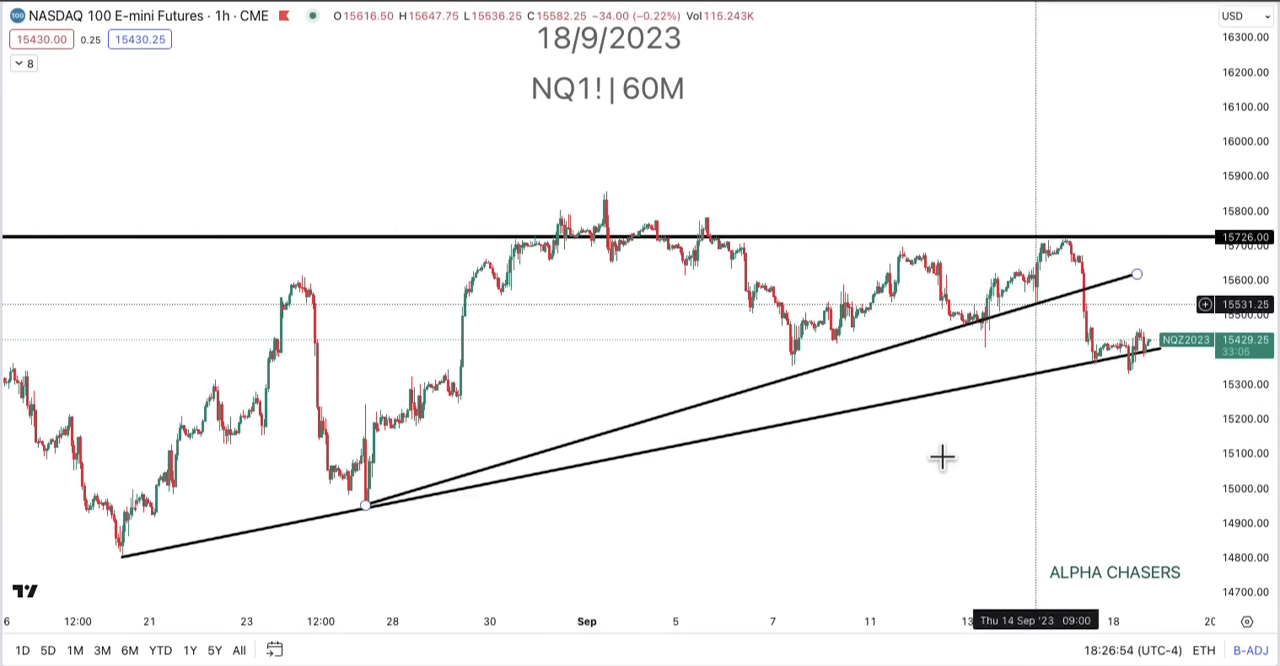 NASDAQ 100 E-mini Futures · 1h · CME O15616.50 H15647.75 L15536.25 C15582.25 −34.00 (−0.22%) Vol115.243K
15430.00 0.25 15430.25
8
18/9/2023
NQ1! | 60M
USD
16300.00
16200.00
16100.00
16000.00
15900.00
15800.00
15726.00
15700.00
15600.00
15531.25
15500.00
NQZ2023 15429.25
33:05
15300.00
15200.00
15100.00
15000.00
14900.00
14800.00
14700.00
ALPHA CHASERS
6 12:00 21 23 12:00 28 30 Sep 5 7 11 13 Thu 14 Sep '23 09:00 18 20
1D 5D 1M 3M 6M YTD 1Y 5Y All 18:26:54 (UTC-4) ETH B-ADJ